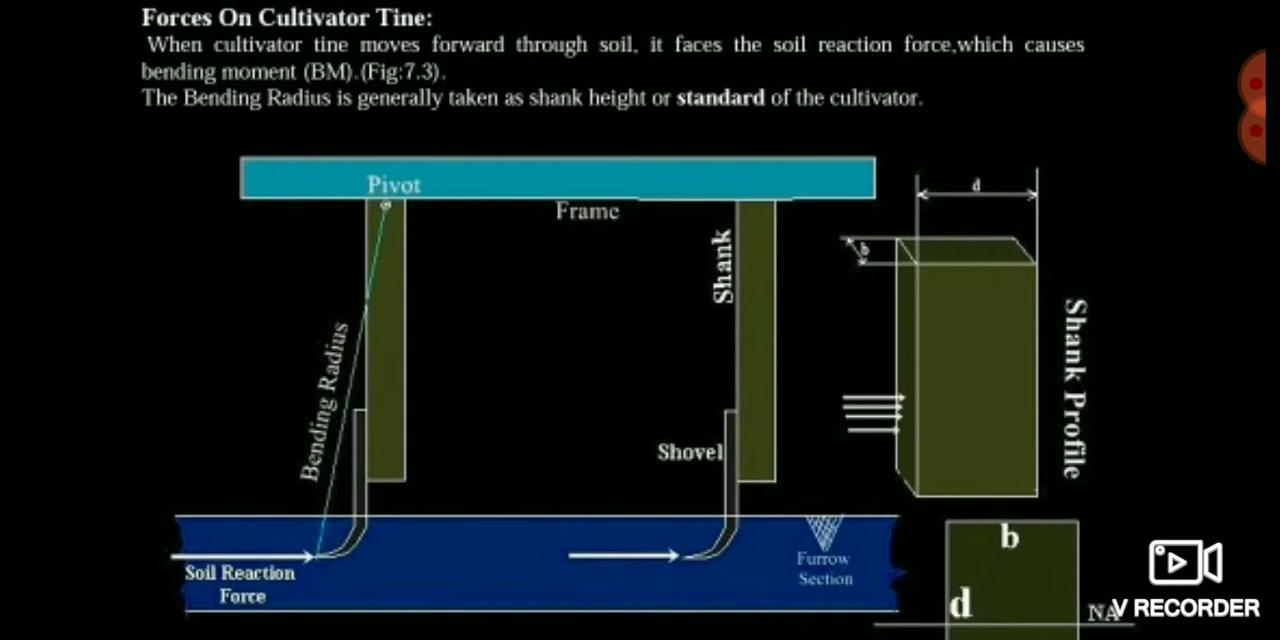 Forces On Cultivator Tine:
When cultivator tine moves forward through soil, it faces the soil reaction force,which causes
bending moment (BM).(Fig:7.3).
The Bending Radius is generally taken as shank height or standard of the cultivator.
Pivot
Frame
d
b
Shank
Bending Radius
Shank Profile
Shovel
Soil Reaction
Force
Furrow
Section
b
d
NA
V RECORDER